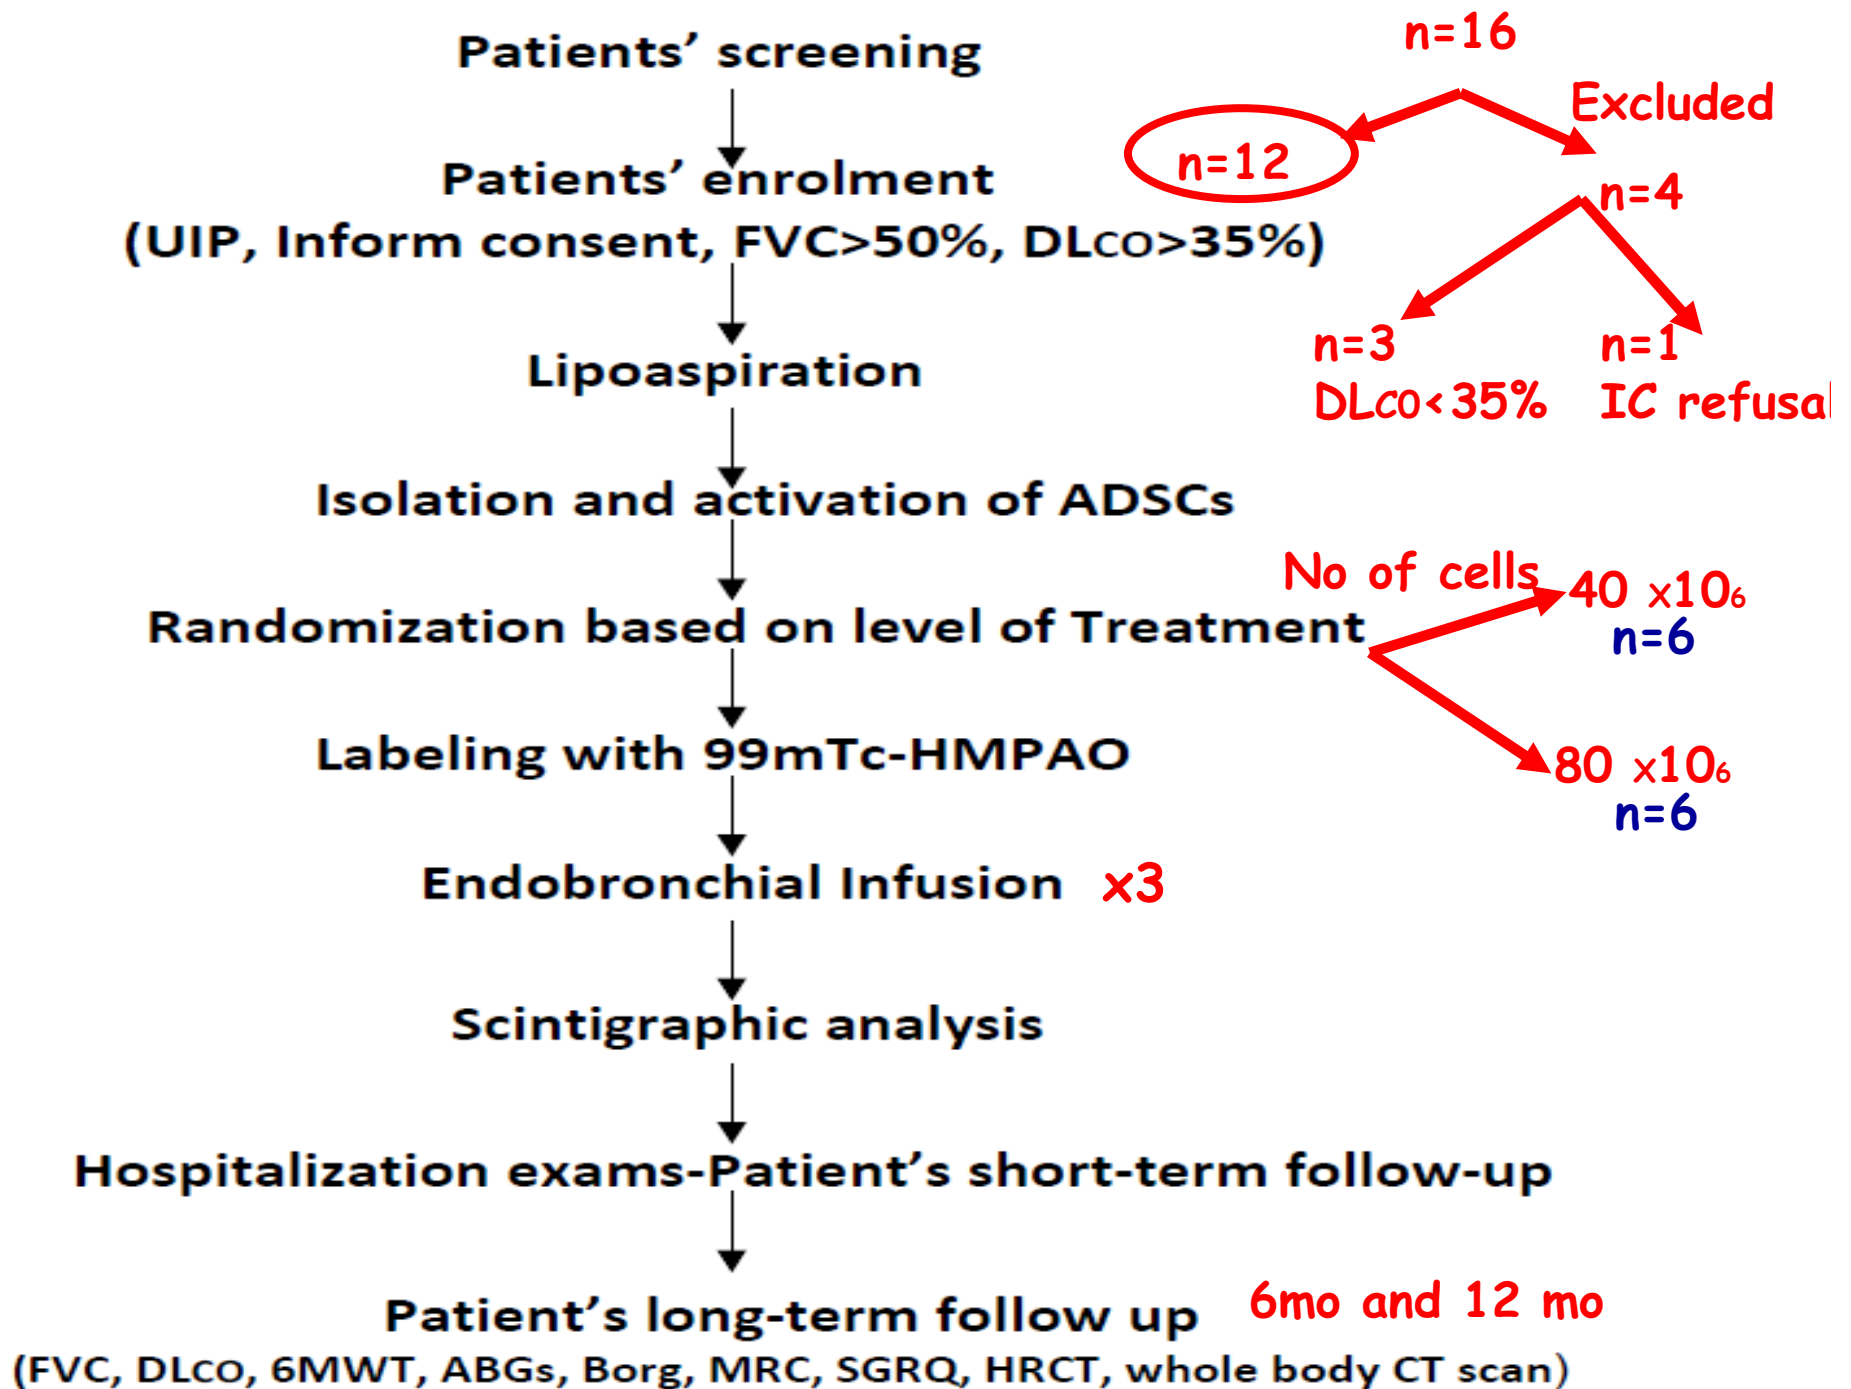 Patients’ screening
n=16
Excluded
n=12
n=4
Patients’ enrolment
(UIP, Inform consent, FVC>50%, DLCO>35%)
n=3
DLCO<35%
n=1
IC refusal
Lipoaspiration
Isolation and activation of ADSCs
Randomization based on level of Treatment
No of cells
40 x10₆
n=6
80 x10₆
n=6
Labeling with 99mTc-HMPAO
Endobronchial Infusion x3
Scintigraphic analysis
Hospitalization exams-Patient’s short-term follow-up
Patient’s long-term follow up 6mo and 12 mo
(FVC, DLCO, 6MWT, ABGs, Borg, MRC, SGRQ, HRCT, whole body CT scan)